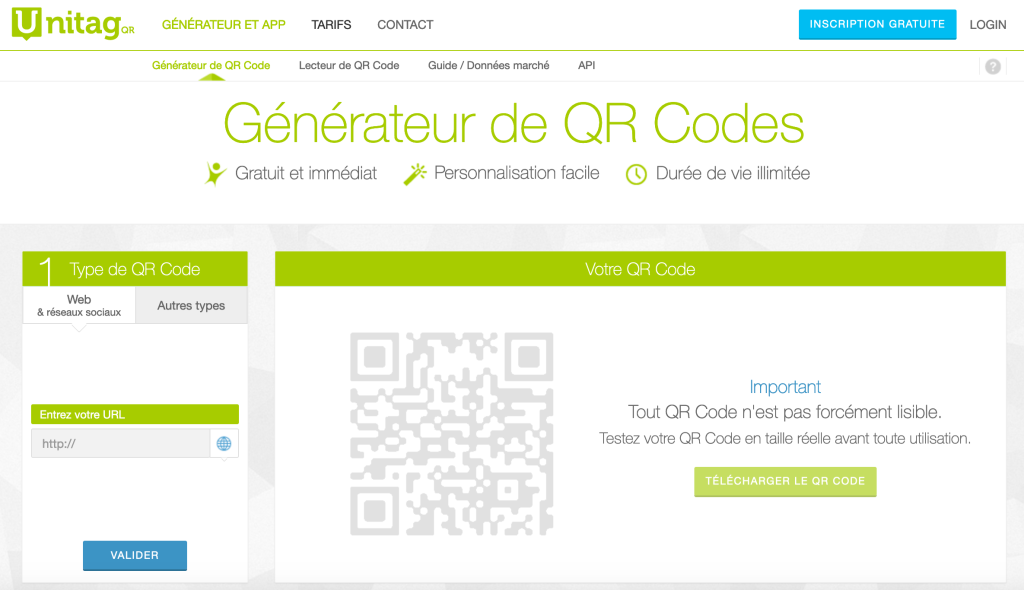 Unitag QR
GÉNÉRATEUR ET APP
TARIFS
CONTACT
INSCRIPTION GRATUITE
LOGIN
Générateur de QR Code
Lecteur de QR Code
Guide / Données marché
API
?
Générateur de QR Codes
Gratuit et immédiat
Personnalisation facile
Durée de vie illimitée
1 Type de QR Code
Web
& réseaux sociaux
Autres types
Entrez votre URL
http://
VALIDER
Votre QR Code
Important
Tout QR Code n'est pas forcément lisible.
Testez votre QR Code en taille réelle avant toute utilisation.
TÉLÉCHARGER LE QR CODE